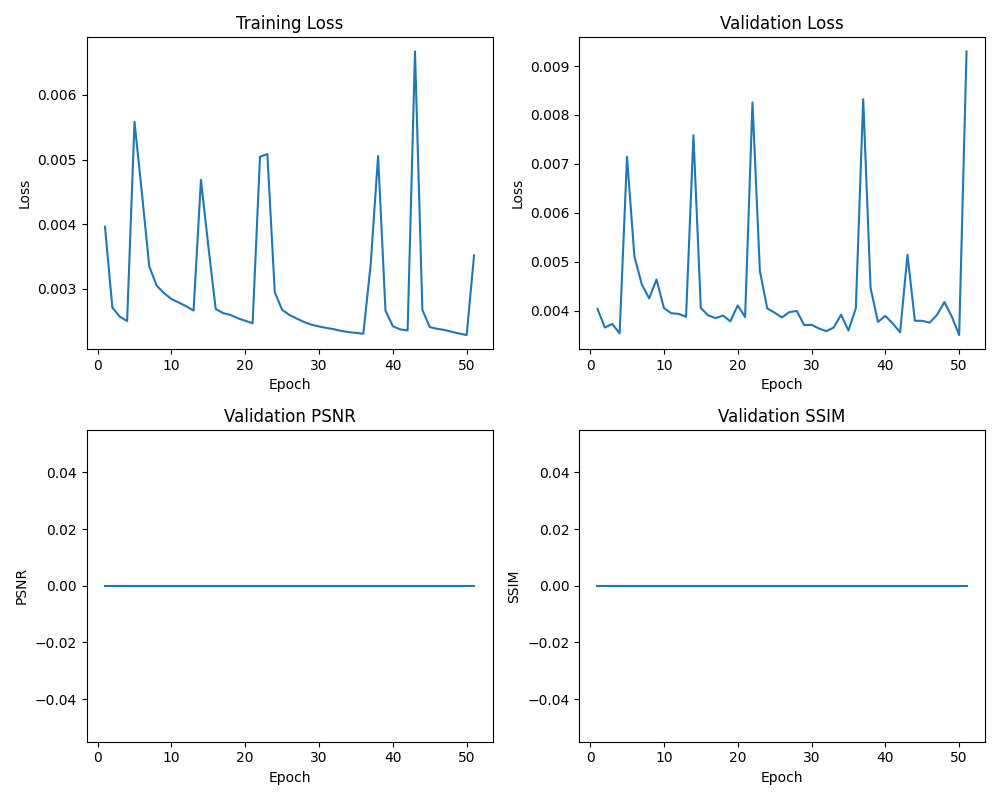 Training Loss
Validation Loss
0.006
0.005
0.004
0.003
Loss
0 10 20 30 40 50
Epoch
0.009
0.008
0.007
0.006
0.005
0.004
Loss
0 10 20 30 40 50
Epoch
Validation PSNR
Validation SSIM
0.04
0.02
0.00
−0.02
−0.04
PSNR
0 10 20 30 40 50
Epoch
0.04
0.02
0.00
−0.02
−0.04
SSIM
0 10 20 30 40 50
Epoch